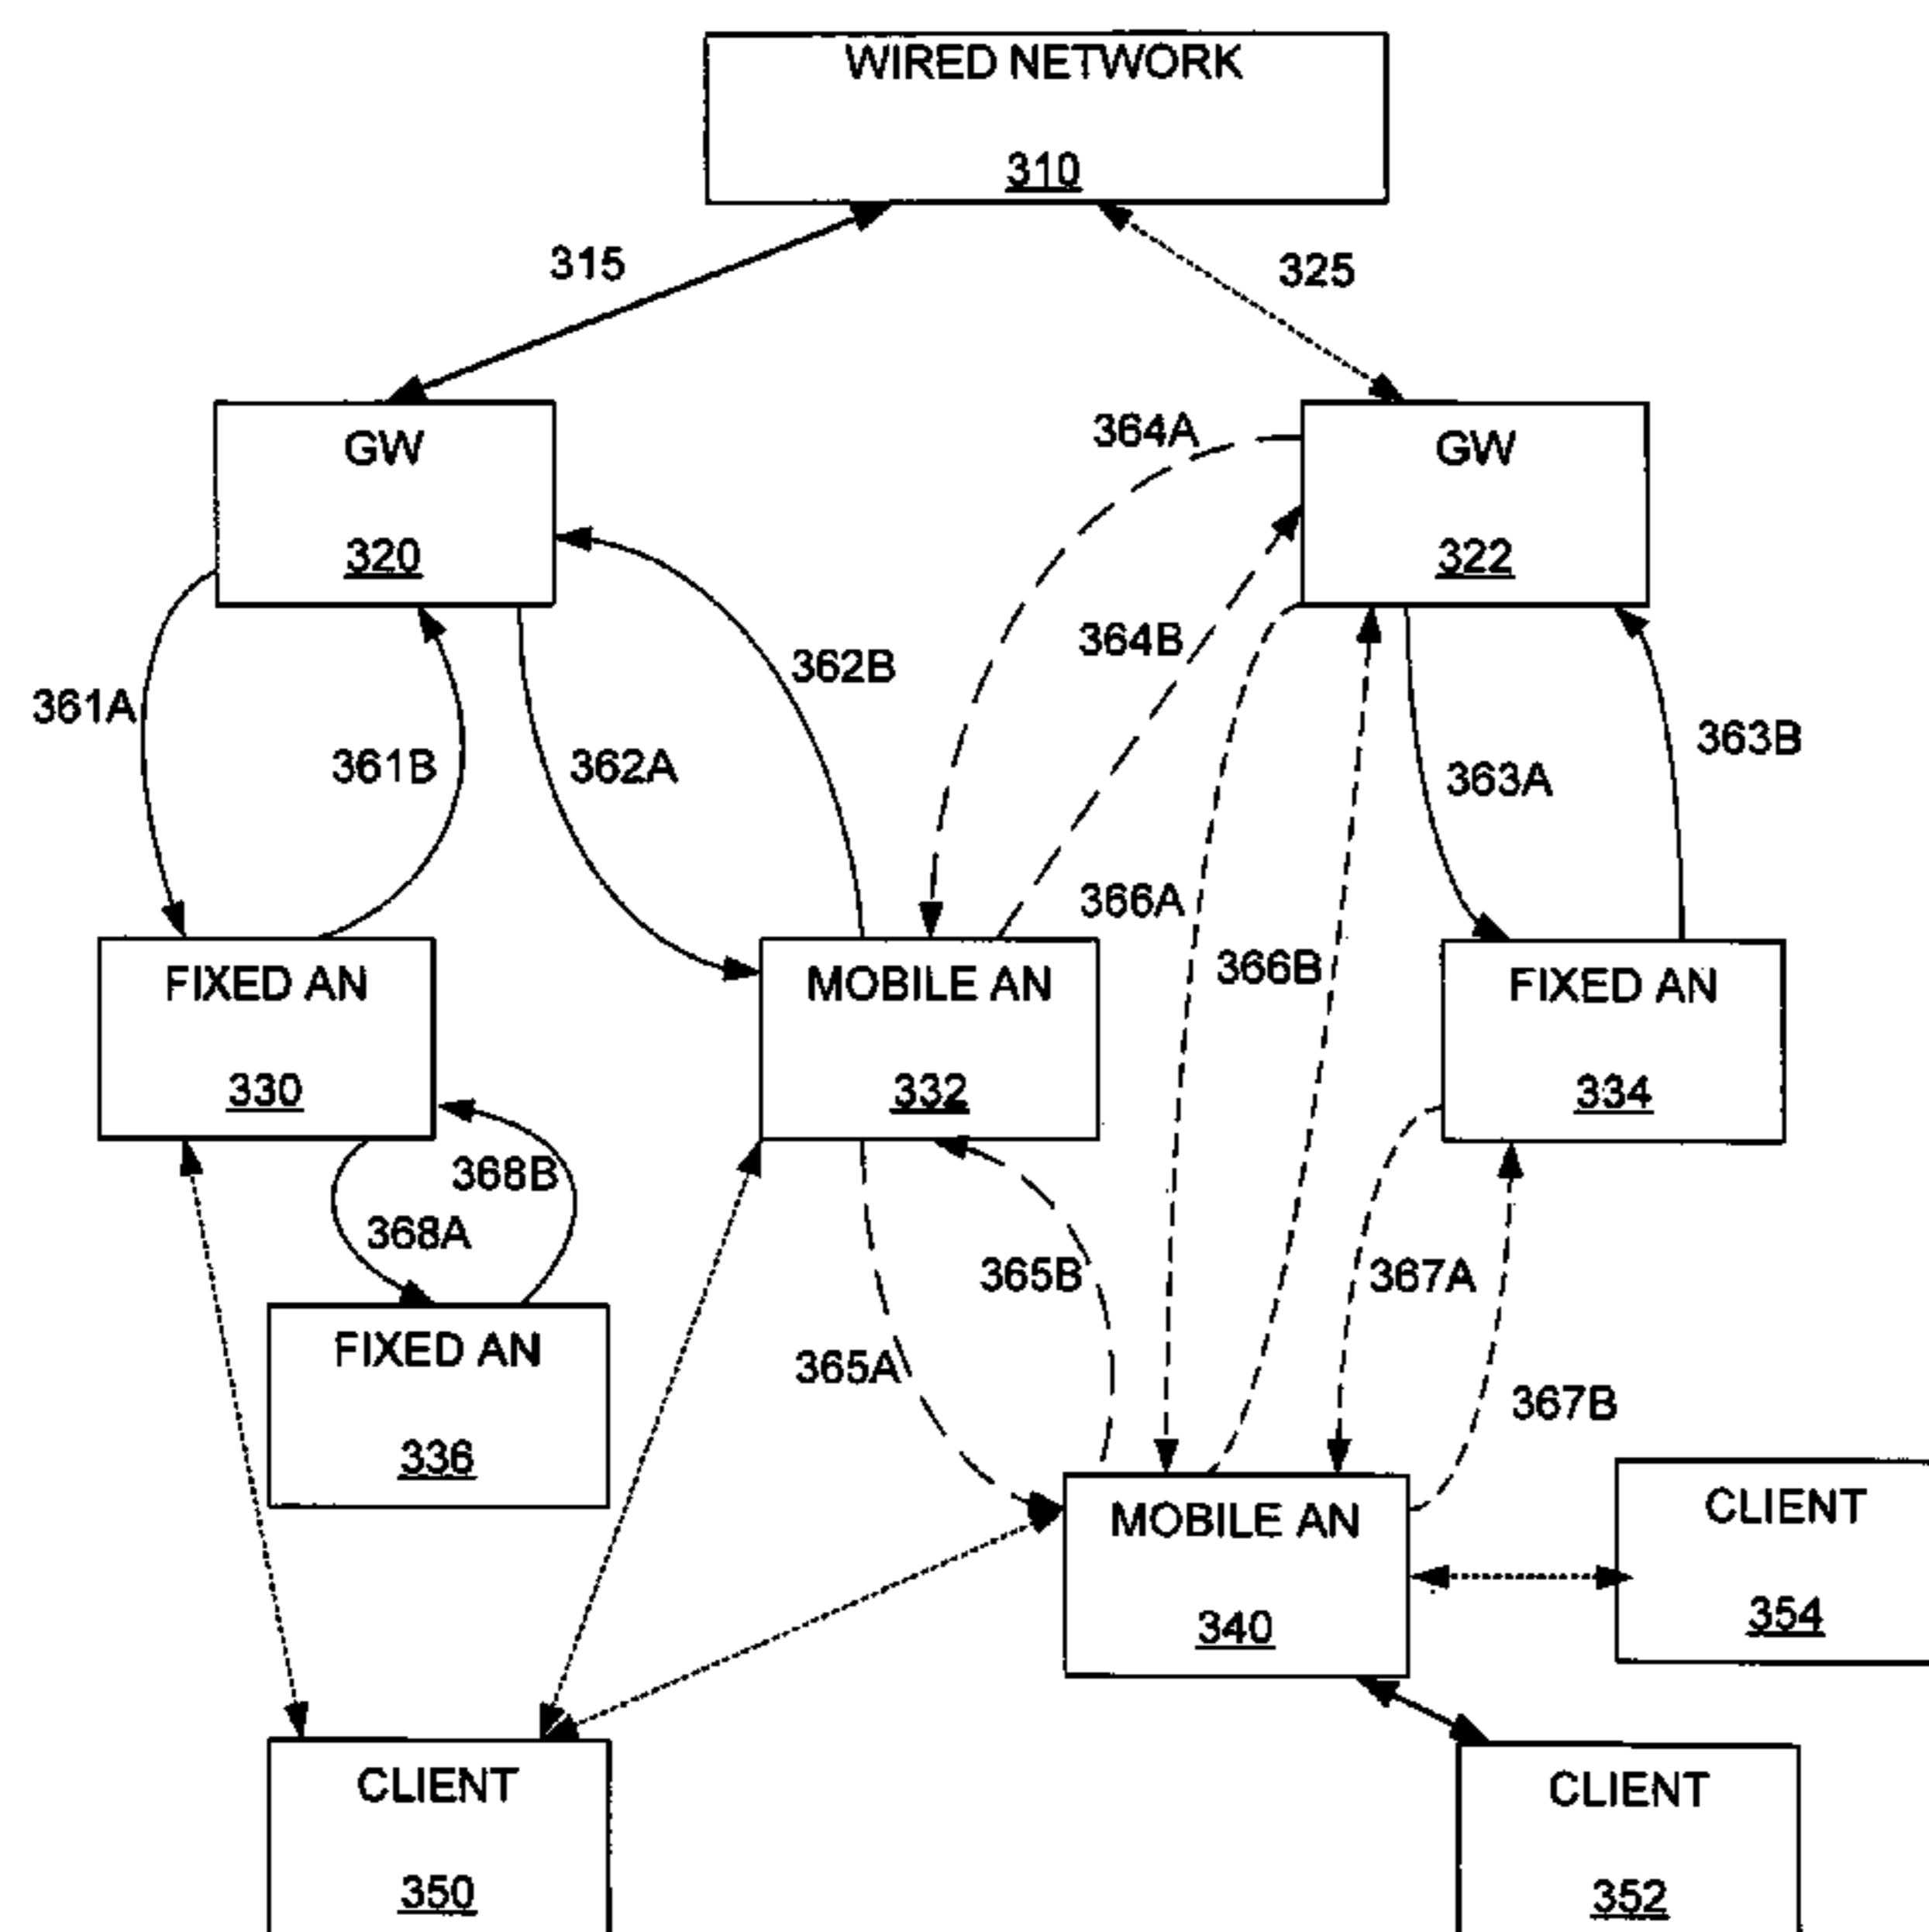 WIRED NETWORK
310
315
325
GW
320
GW
322
364A
364B
362B
361A
361B
362A
363A
363B
366A
366B
FIXED AN
330
MOBILE AN
332
FIXED AN
334
368B
368A
365B
365A
367A
367B
FIXED AN
336
MOBILE AN
340
CLIENT
354
CLIENT
350
CLIENT
352